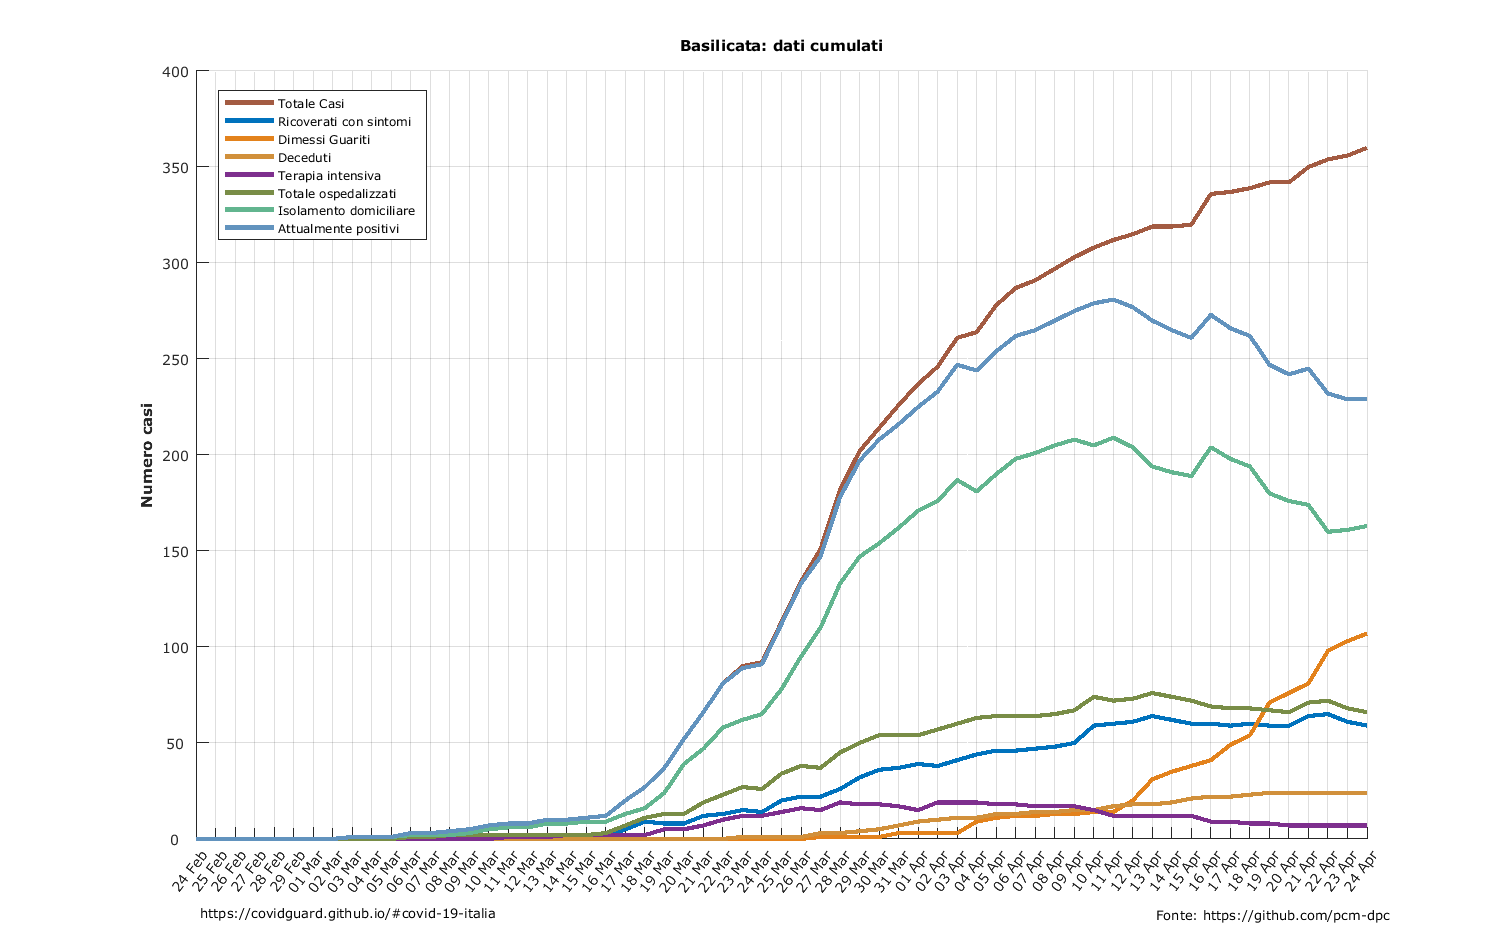 Basilicata: dati cumulati
400
350
300
250
200
150
100
50
0
Numero casi
Totale Casi
Ricoverati con sintomi
Dimessi Guariti
Deceduti
Terapia intensiva
Totale ospedalizzati
Isolamento domiciliare
Attualmente positivi
24 Feb
25 Feb
26 Feb
27 Feb
28 Feb
29 Feb
01 Mar
02 Mar
03 Mar
04 Mar
05 Mar
06 Mar
07 Mar
08 Mar
09 Mar
10 Mar
11 Mar
12 Mar
13 Mar
14 Mar
15 Mar
16 Mar
17 Mar
18 Mar
19 Mar
20 Mar
21 Mar
22 Mar
23 Mar
24 Mar
25 Mar
26 Mar
27 Mar
28 Mar
29 Mar
30 Mar
31 Mar
01 Apr
02 Apr
03 Apr
04 Apr
05 Apr
06 Apr
07 Apr
08 Apr
09 Apr
10 Apr
11 Apr
12 Apr
13 Apr
14 Apr
15 Apr
16 Apr
17 Apr
18 Apr
19 Apr
20 Apr
21 Apr
22 Apr
23 Apr
24 Apr
https://covidguard.github.io/#covid-19-italia
Fonte: https://github.com/pcm-dpc